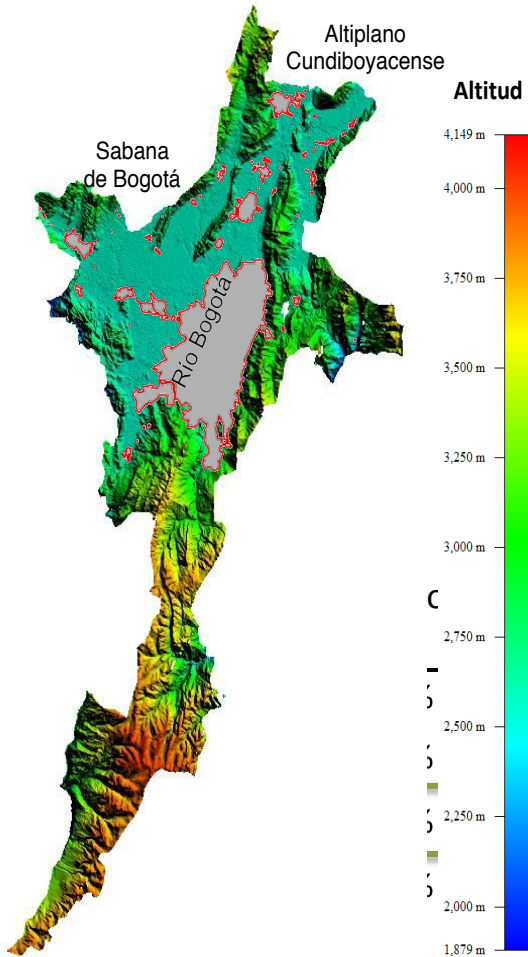 Altiplano
Cundiboyacense
Sabana
de Bogotá
Río Bogotá
Altitud
4,149 m
4,000 m
3,750 m
3,500 m
3,250 m
3,000 m
2,750 m
2,500 m
2,250 m
2,000 m
1,879 m